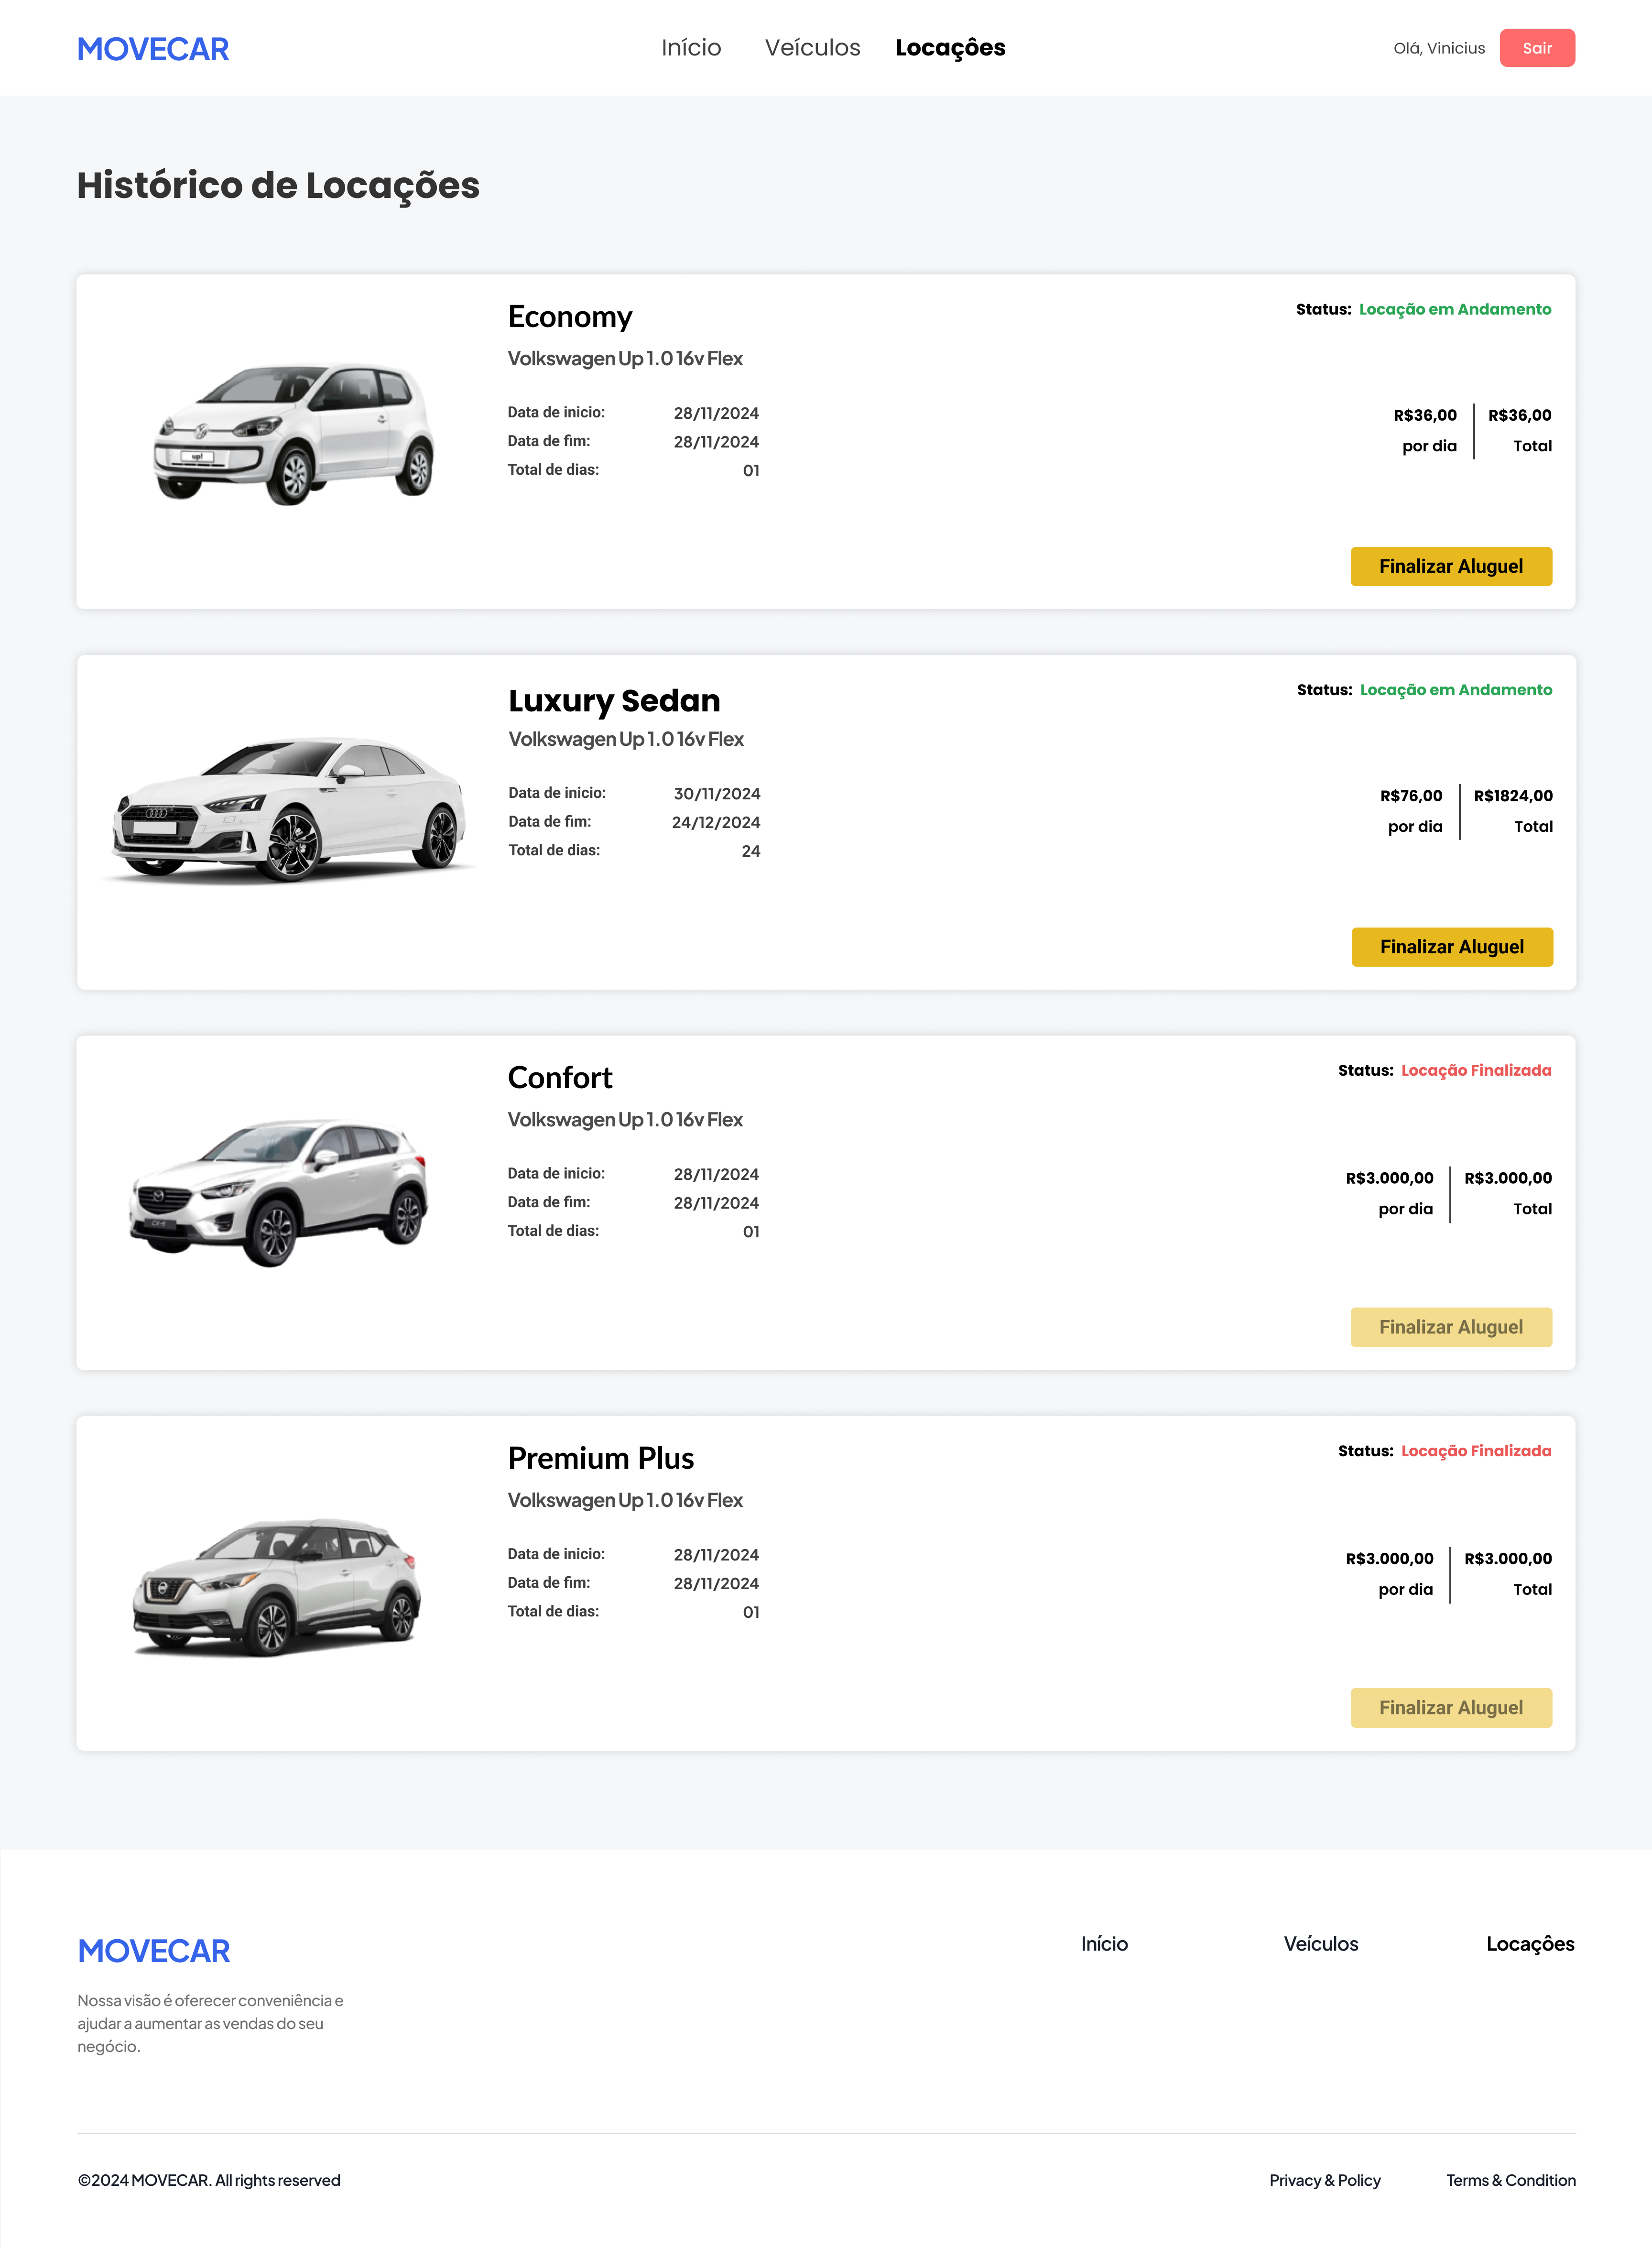 MOVECAR
Início Veículos Locações
Olá, Vinicius Sair
Histórico de Locações
Economy
Status: Locação em Andamento
Volkswagen Up 1.0 16v Flex
Data de inicio: 28/11/2024
R$36,00 R$36,00
Data de fim: 28/11/2024
por dia Total
Total de dias: 01
up!
Finalizar Aluguel
Luxury Sedan
Status: Locação em Andamento
Volkswagen Up 1.0 16v Flex
Data de inicio: 30/11/2024
R$76,00 R$1824,00
Data de fim: 24/12/2024
por dia Total
Total de dias: 24
Finalizar Aluguel
Confort
Status: Locação Finalizada
Volkswagen Up 1.0 16v Flex
Data de inicio: 28/11/2024
R$3.000,00 R$3.000,00
Data de fim: 28/11/2024
por dia Total
Total de dias: 01
CX-5
Finalizar Aluguel
Premium Plus
Status: Locação Finalizada
Volkswagen Up 1.0 16v Flex
Data de inicio: 28/11/2024
R$3.000,00 R$3.000,00
Data de fim: 28/11/2024
por dia Total
Total de dias: 01
Finalizar Aluguel
MOVECAR
Início Veículos Locações
Nossa visão é oferecer conveniência e
ajudar a aumentar as vendas do seu
negócio.
©2024 MOVECAR. All rights reserved
Privacy & Policy Terms & Condition